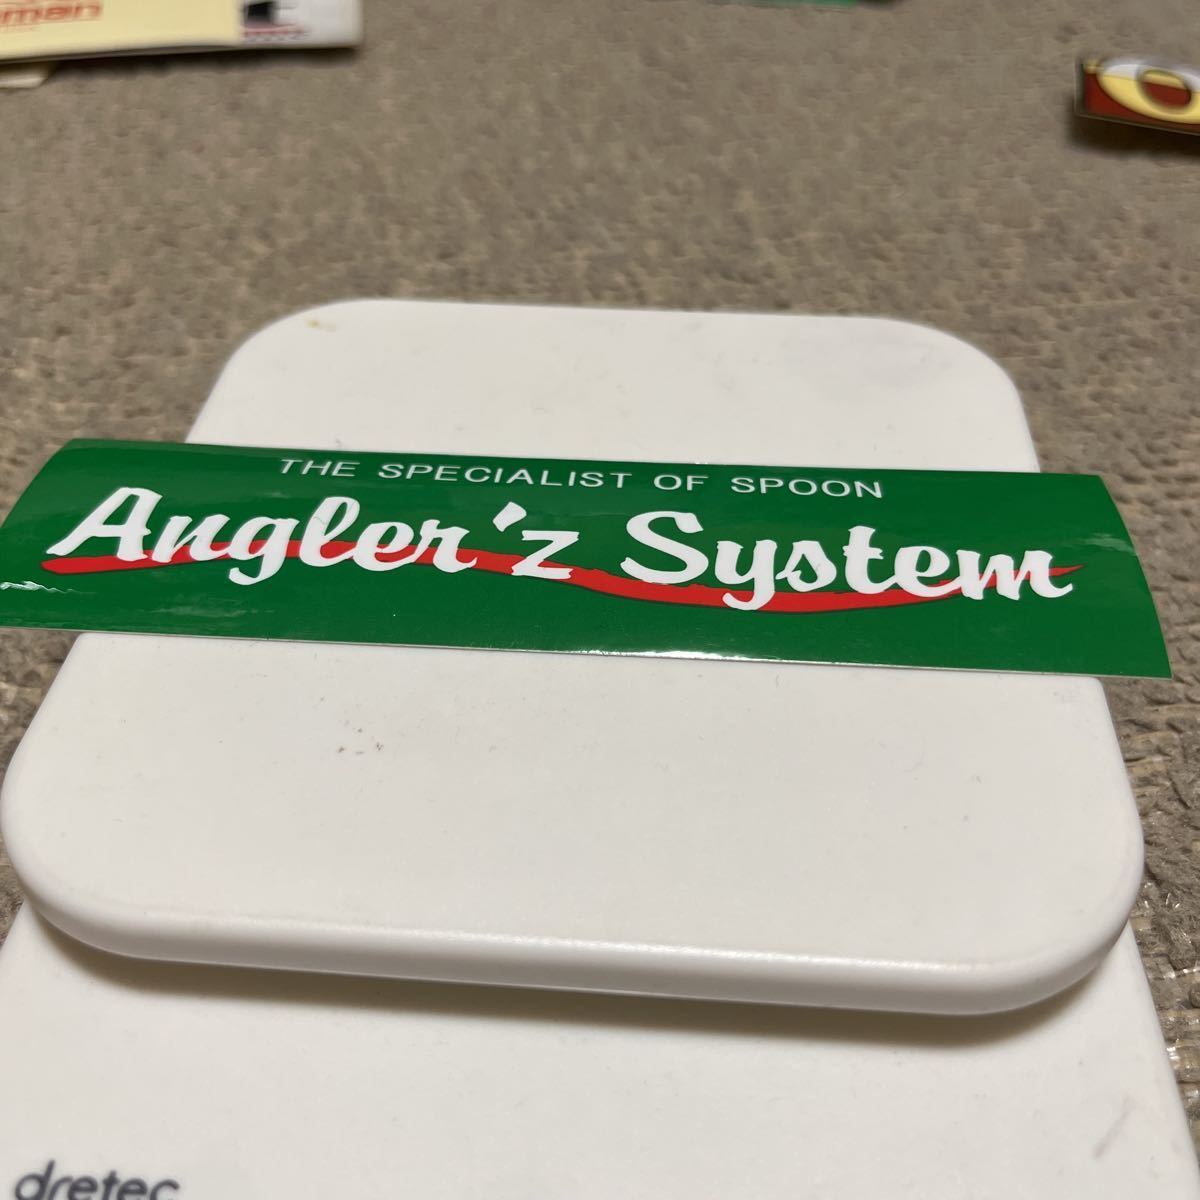 THE SPECIALIST OF SPOON
Angler'z System
dretec